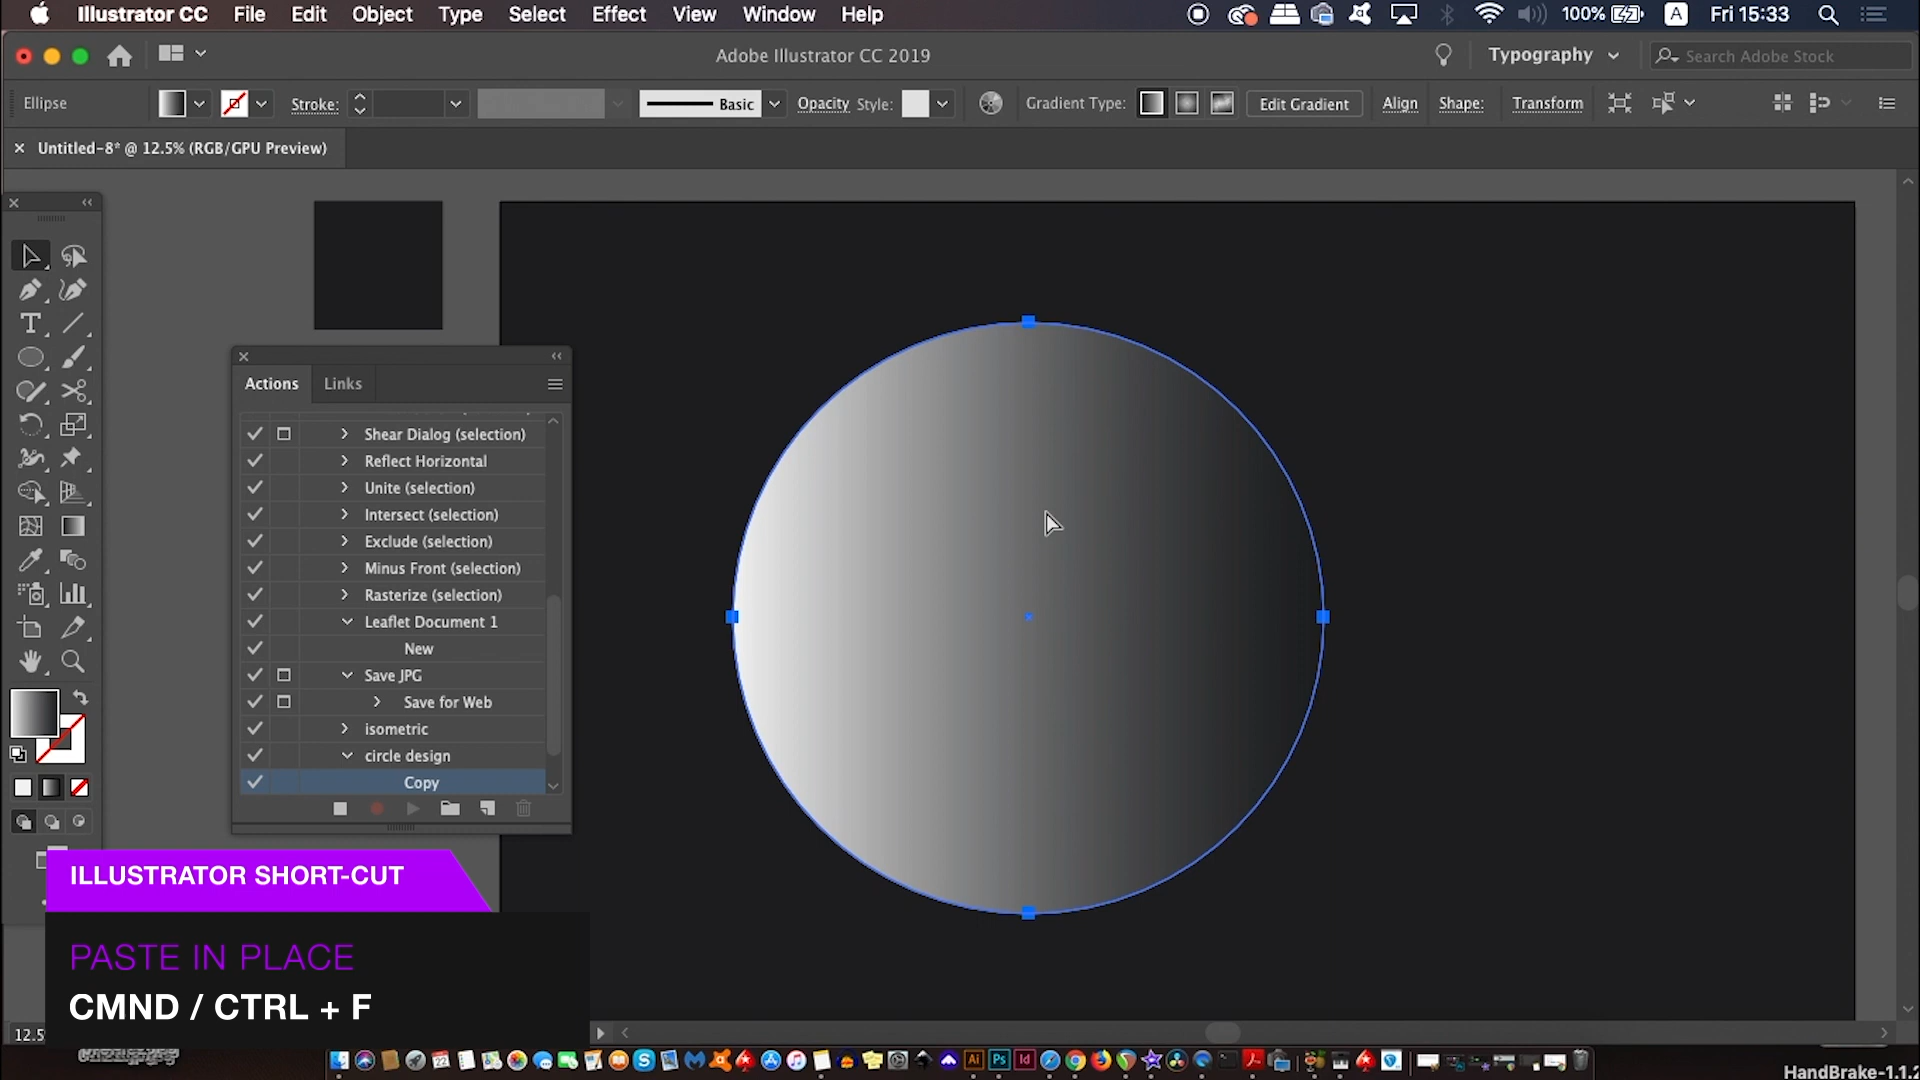 Illustrator CC File Edit Object Type Select Effect View Window Help 100% A Fri 15:33
Adobe Illustrator CC 2019 Typography Search Adobe Stock
Ellipse Stroke: Basic Opacity Style: Gradient Type: Edit Gradient Align Shape: Transform
Untitled-8* @ 12.5% (RGB/GPU Preview)
Actions Links
Shear Dialog (selection)
Reflect Horizontal
Unite (selection)
Intersect (selection)
Exclude (selection)
Minus Front (selection)
Rasterize (selection)
Leaflet Document 1
New
Save JPG
Save for Web
isometric
circle design
Copy
ILLUSTRATOR SHORT-CUT
PASTE IN PLACE
CMND / CTRL + F
12.5
Ai Ps Id
HandBrake-1.1.2